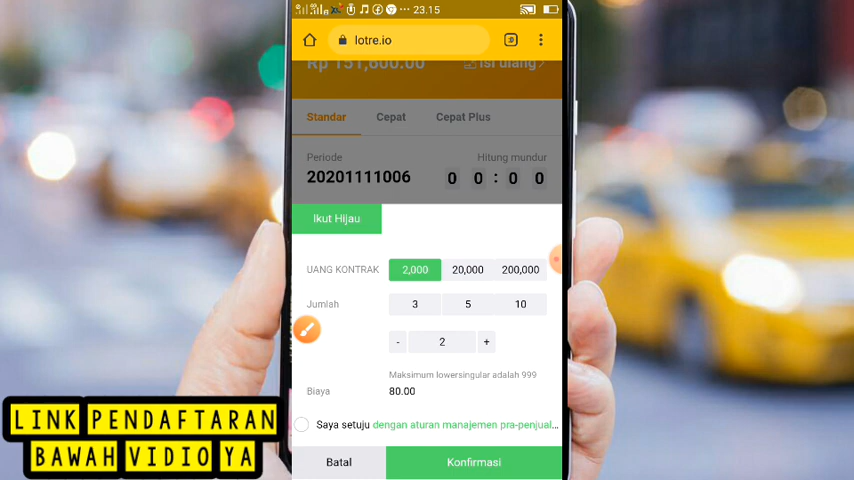 23.15
lotre.io
Rp 151,600.00
Isi ulang
Standar Cepat Cepat Plus
Periode Hitung mundur
20201111006 0 0 : 0 0
Ikut Hijau
UANG KONTRAK 2,000 20,000 200,000
Jumlah 3 5 10
- 2 +
Maksimum lowersingular adalah 999
Biaya 80.00
Saya setuju dengan aturan manajemen pra-penjual...
Batal Konfirmasi
LINK PENDAFTARAN
BAWAH VIDIO YA